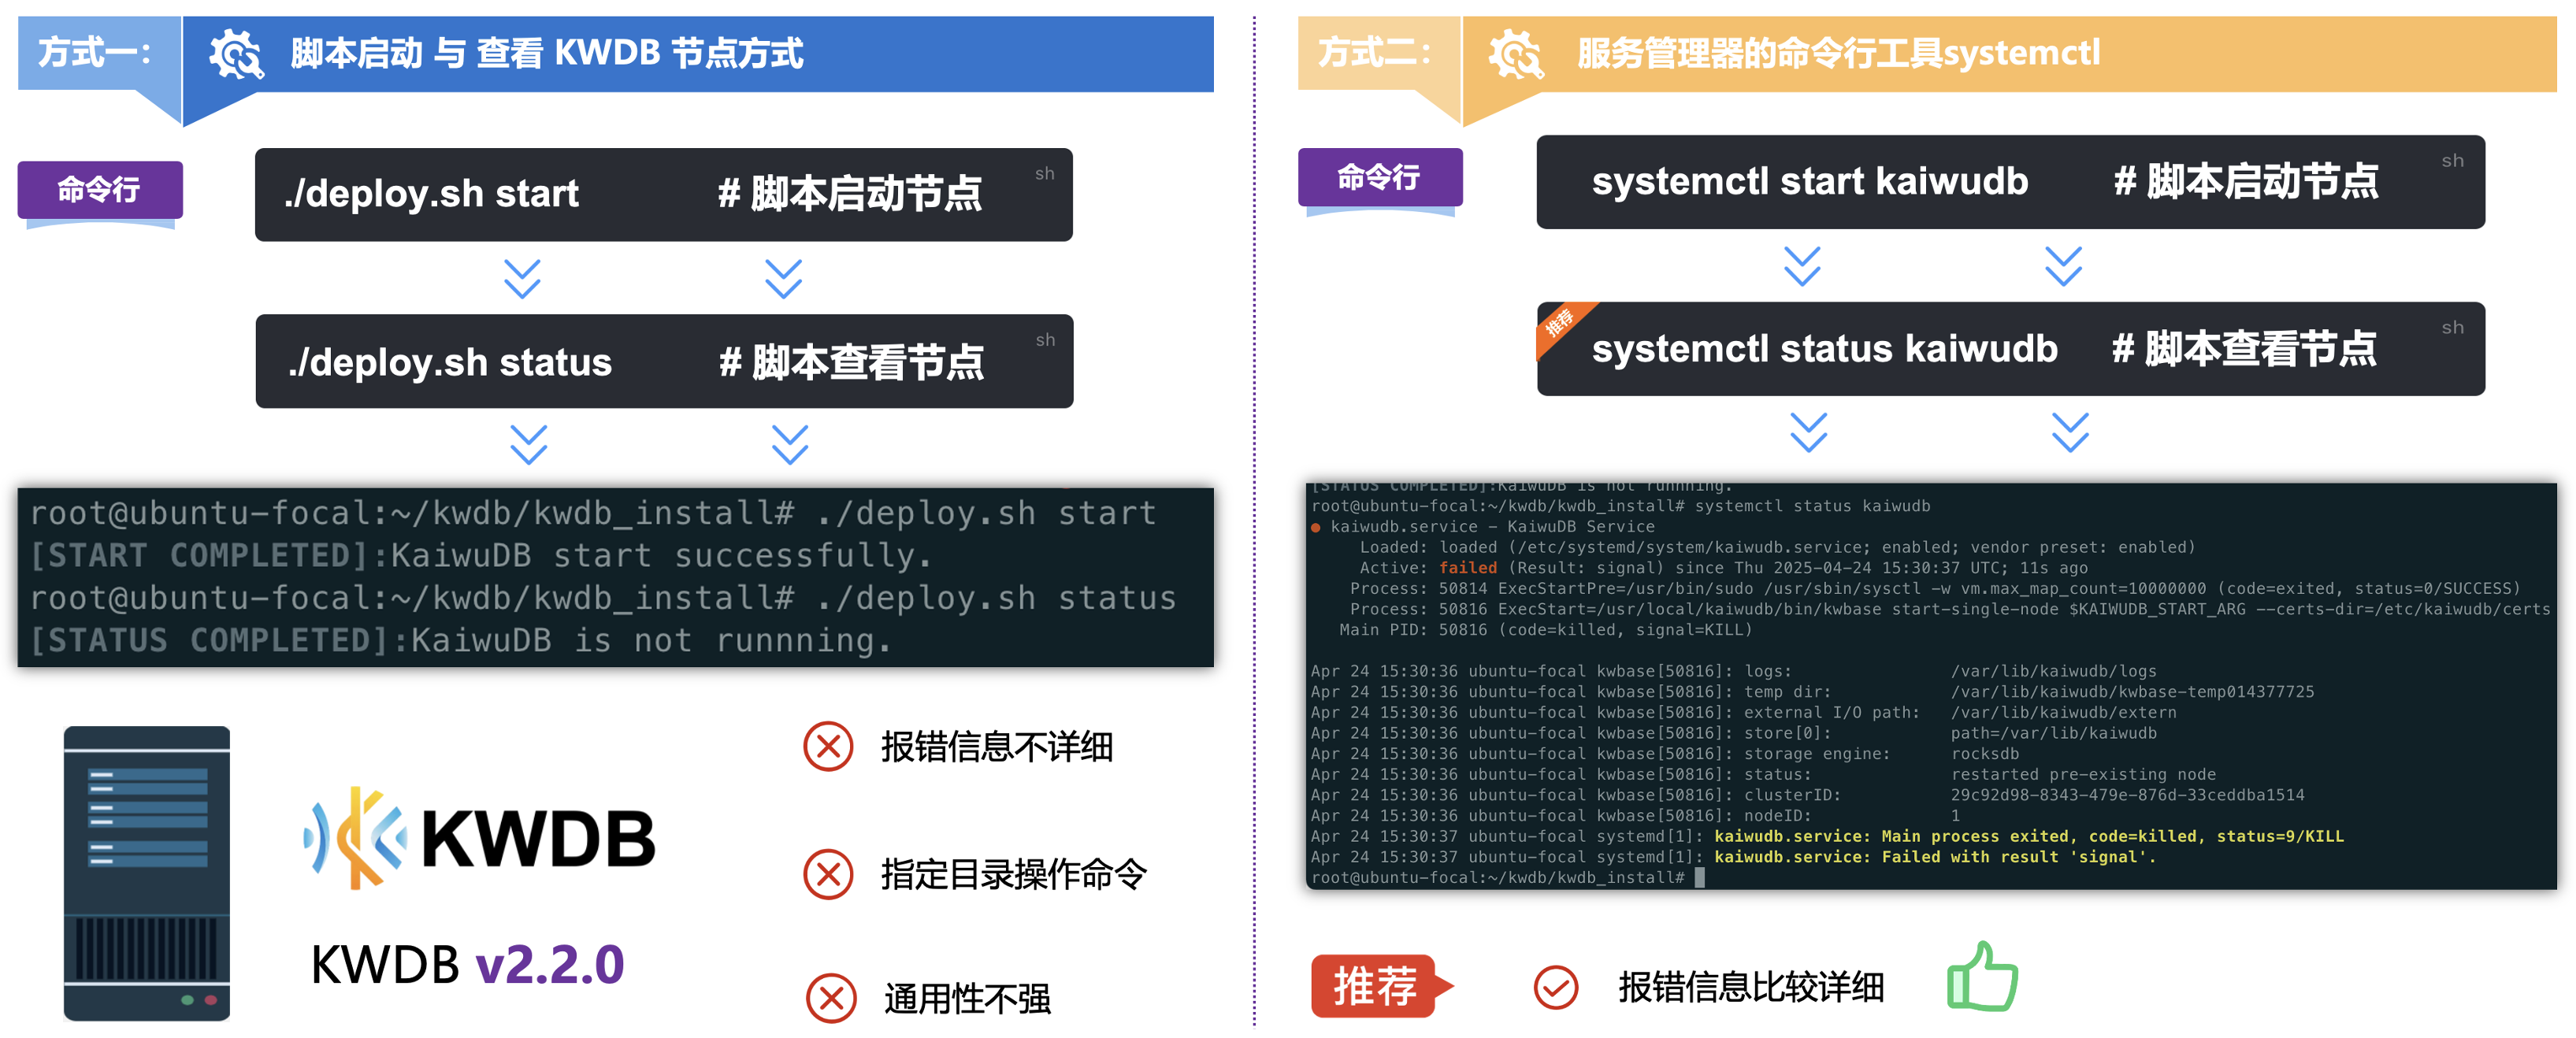 方式一：
脚本启动 与 查看 KWDB 节点方式
命令行
./deploy.sh start # 脚本启动节点
sh
./deploy.sh status # 脚本查看节点
sh
root@ubuntu-focal:~/kwdb/kwdb_install# ./deploy.sh start
[START COMPLETED]:KaiwuDB start successfully.
root@ubuntu-focal:~/kwdb/kwdb_install# ./deploy.sh status
[STATUS COMPLETED]:KaiwuDB is not runnning.
KWDB
KWDB v2.2.0
报错信息不详细
指定目录操作命令
通用性不强
方式二：
服务管理器的命令行工具systemctl
命令行
systemctl start kaiwudb # 脚本启动节点
sh
推荐
systemctl status kaiwudb # 脚本查看节点
sh
[STATUS COMPLETED]:KaiwuDB is not runnning.
root@ubuntu-focal:~/kwdb/kwdb_install# systemctl status kaiwudb
● kaiwudb.service - KaiwuDB Service
Loaded: loaded (/etc/systemd/system/kaiwudb.service; enabled; vendor preset: enabled)
Active: failed (Result: signal) since Thu 2025-04-24 15:30:37 UTC; 11s ago
Process: 50814 ExecStartPre=/usr/bin/sudo /usr/sbin/sysctl -w vm.max_map_count=10000000 (code=exited, status=0/SUCCESS)
Process: 50816 ExecStart=/usr/local/kaiwudb/bin/kwbase start-single-node $KAIWUDB_START_ARG --certs-dir=/etc/kaiwudb/certs
Main PID: 50816 (code=killed, signal=KILL)
Apr 24 15:30:36 ubuntu-focal kwbase[50816]: logs: /var/lib/kaiwudb/logs
Apr 24 15:30:36 ubuntu-focal kwbase[50816]: temp dir: /var/lib/kaiwudb/kwbase-temp014377725
Apr 24 15:30:36 ubuntu-focal kwbase[50816]: external I/O path: /var/lib/kaiwudb/extern
Apr 24 15:30:36 ubuntu-focal kwbase[50816]: store[0]: path=/var/lib/kaiwudb
Apr 24 15:30:36 ubuntu-focal kwbase[50816]: storage engine: rocksdb
Apr 24 15:30:36 ubuntu-focal kwbase[50816]: status: restarted pre-existing node
Apr 24 15:30:36 ubuntu-focal kwbase[50816]: clusterID: 29c92d98-8343-479e-876d-33ceddba1514
Apr 24 15:30:36 ubuntu-focal kwbase[50816]: nodeID: 1
Apr 24 15:30:37 ubuntu-focal systemd[1]: kaiwudb.service: Main process exited, code=killed, status=9/KILL
Apr 24 15:30:37 ubuntu-focal systemd[1]: kaiwudb.service: Failed with result 'signal'.
root@ubuntu-focal:~/kwdb/kwdb_install#
推荐
报错信息比较详细